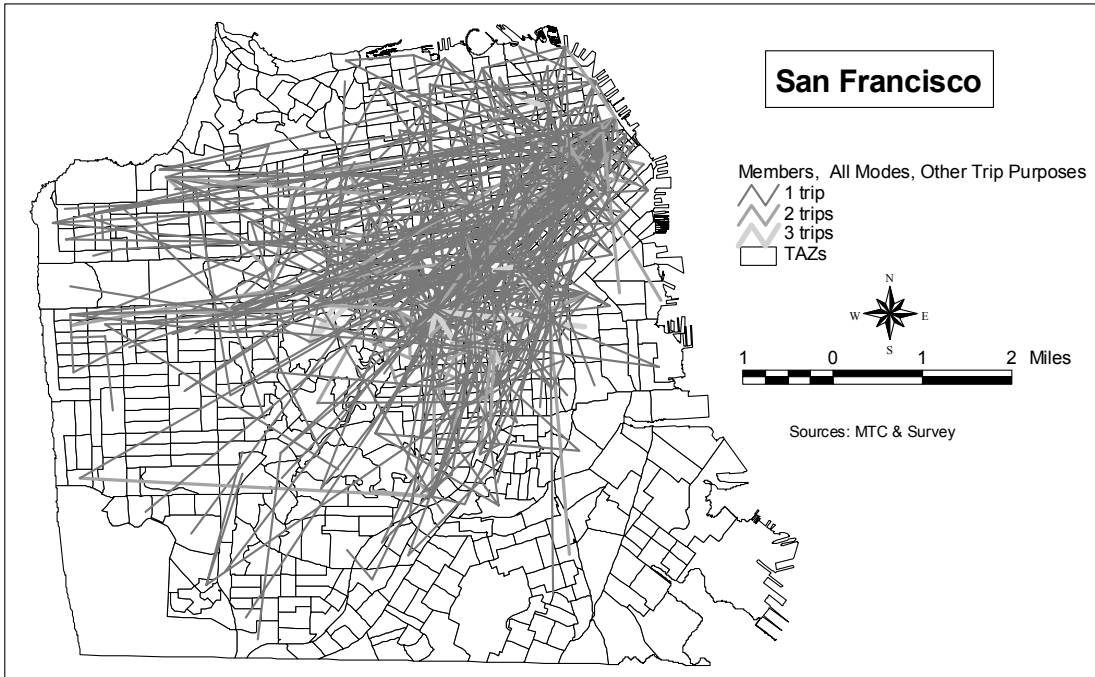 San Francisco
Members, All Modes, Other Trip Purposes
1 trip
2 trips
3 trips
TAZs
N
W E
S
1 0 1 2 Miles
Sources: MTC & Survey